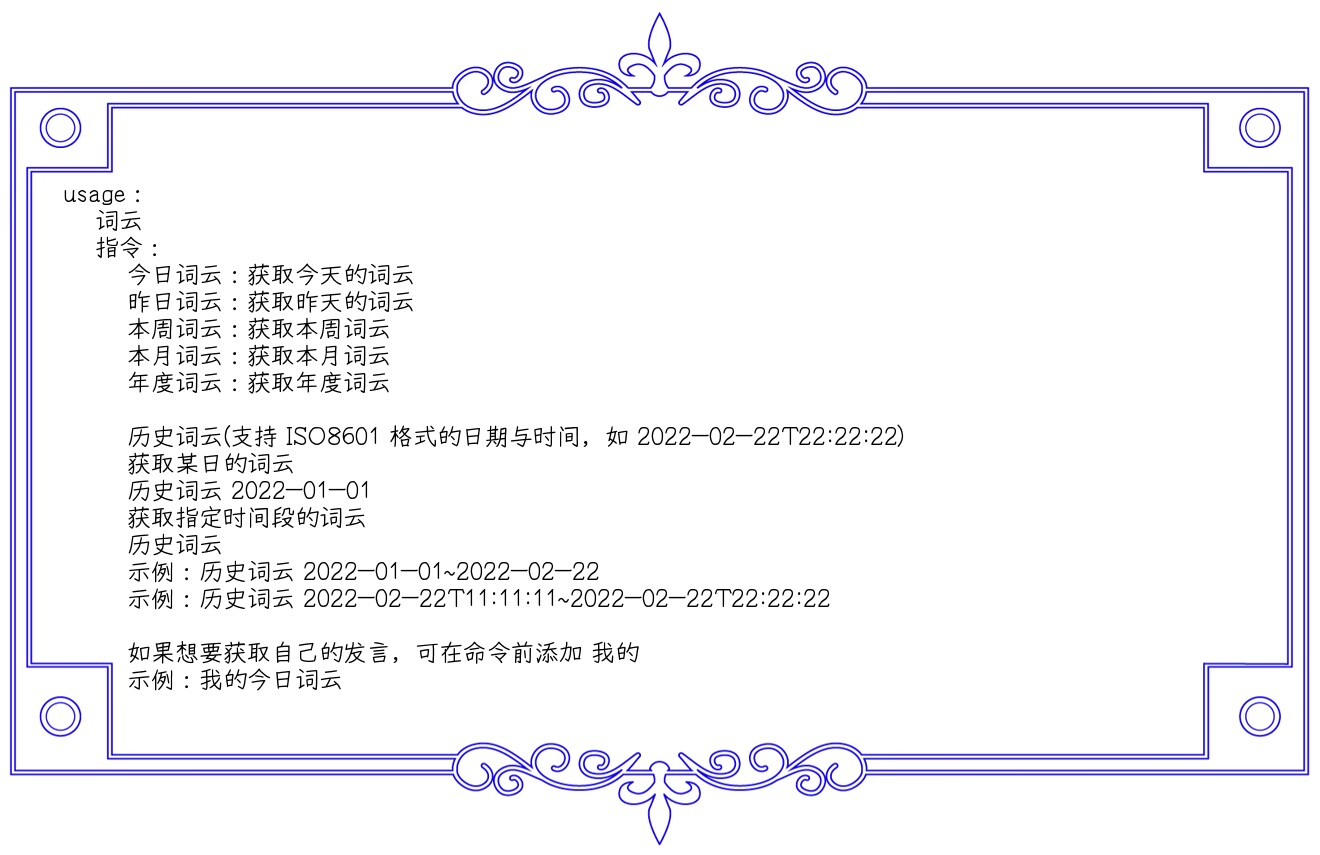 usage：
词云
指令：
今日词云：获取今天的词云
昨日词云：获取昨天的词云
本周词云：获取本周词云
本月词云：获取本月词云
年度词云：获取年度词云
历史词云(支持 ISO8601 格式的日期与时间，如 2022-02-22T22:22:22)
获取某日的词云
历史词云 2022-01-01
获取指定时间段的词云
历史词云
示例：历史词云 2022-01-01~2022-02-22
示例：历史词云 2022-02-22T11:11:11~2022-02-22T22:22:22
如果想要获取自己的发言，可在命令前添加 我的
示例：我的今日词云